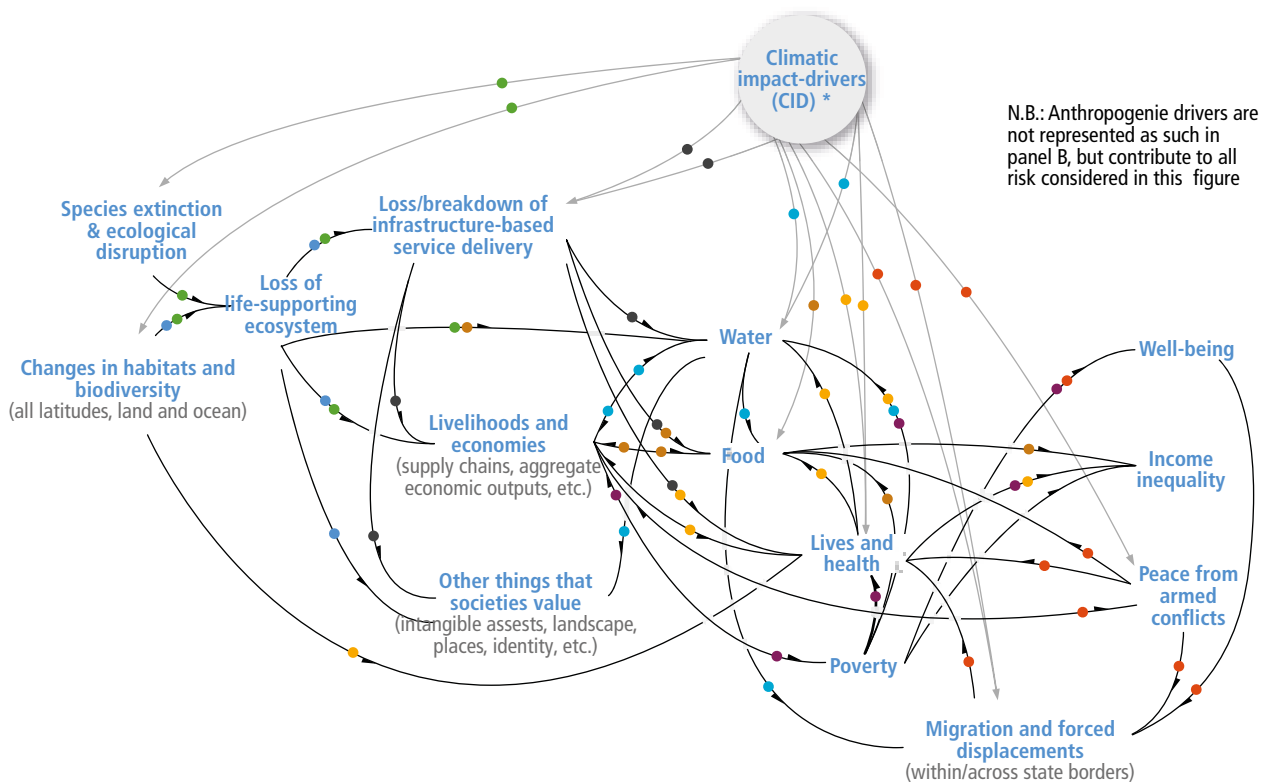 Climatic
impact-drivers
(CID) *
N.B.: Anthropogenie drivers are
not represented as such in
panel B, but contribute to all
risk considered in this figure
Species extinction
& ecological
disruption
Loss/breakdown of
infrastructure-based
service delivery
Loss of
life-supporting
ecosystem
Changes in habitats and
biodiversity
(all latitudes, land and ocean)
Water
Well-being
Livelihoods and
economies
(supply chains, aggregate
economic outputs, etc.)
Food
Income
inequality
Lives and
health
Other things that
societies value
(intangible assests, landscape,
places, identity, etc.)
Peace from
armed
conflicts
Poverty
Migration and forced
displacements
(within/across state borders)